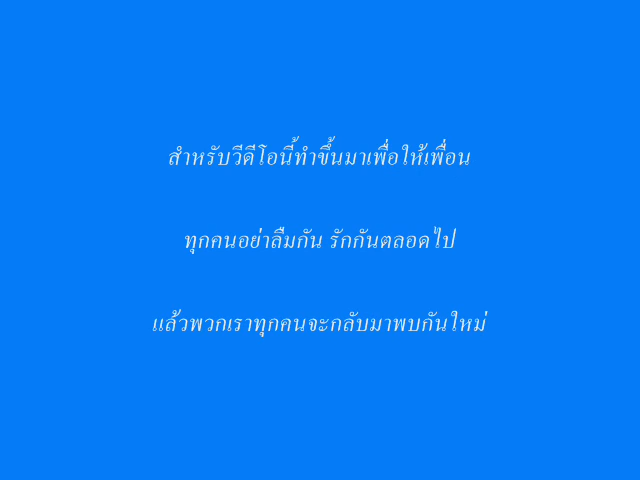 สำหรับวีดีโอนี้ทำขึ้นมาเพื่อให้เพื่อน
ทุกคนอย่าลืมกัน รักกันตลอดไป
แล้วพวกเราทุกคนจะกลับมาพบกันใหม่